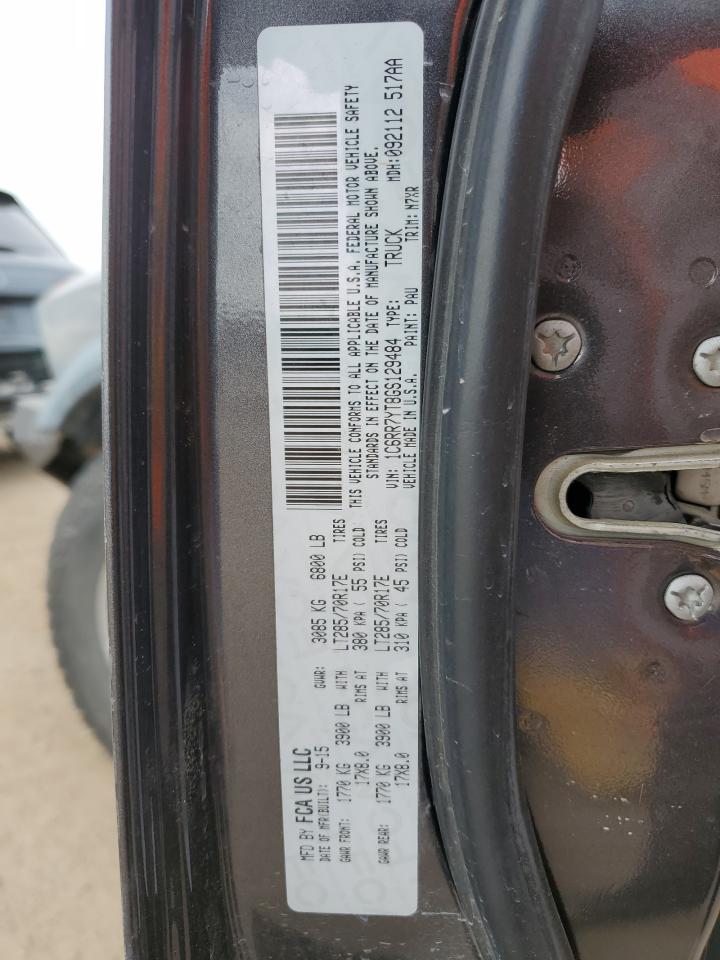 MFD BY FCA US LLC
DATE OF MFR(BUILT): 9-15 GVWR: 3085 KG 6800 LB
GAWR FRONT: 1770 KG 3900 LB WITH LT285/70R17E TIRES
17X8.0 RIMS AT 380 KPA ( 55 PSI) COLD
GAWR REAR: 1770 KG 3900 LB WITH LT285/70R17E TIRES
17X8.0 RIMS AT 310 KPA ( 45 PSI) COLD
THIS VEHICLE CONFORMS TO ALL APPLICABLE U.S.A. FEDERAL MOTOR VEHICLE SAFETY
STANDARDS IN EFFECT ON THE DATE OF MANUFACTURE SHOWN ABOVE.
VIN: 1C6RR7YT8GS129484 TYPE: TRUCK MDH:092112 517AA
VEHICLE MADE IN U.S.A. PAINT: PAU TRIM: N7XR